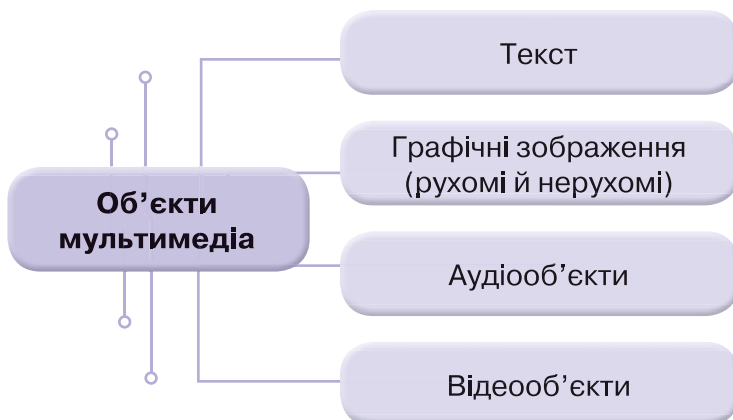 Об’єкти
мультимедіа
Текст
Графічні зображення
(рухомі й нерухомі)
Аудіооб’єкти
Відеооб’єкти